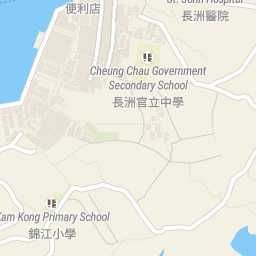 St. John Hospital
長洲醫院
便利店
Cheung Chau Government
Secondary School
長洲官立中學
Kam Kong Primary School
錦江小學